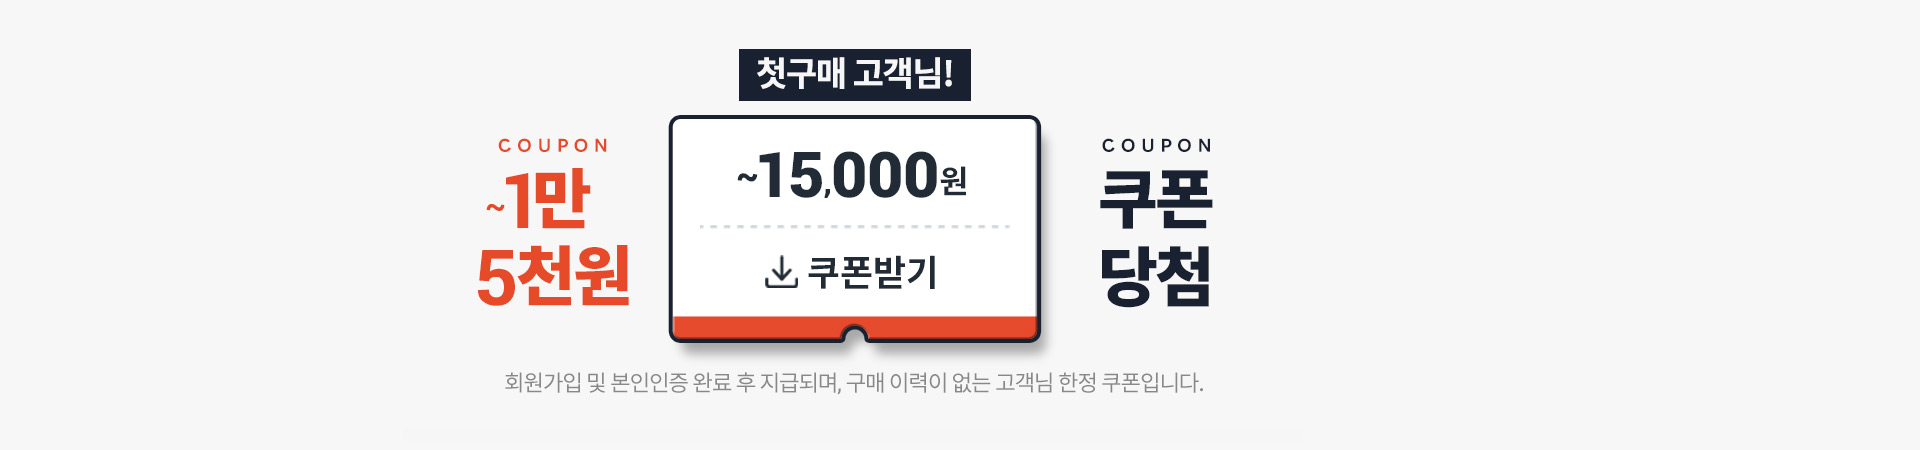 첫구매 고객님!
COUPON
~1만
5천원
~15,000원
쿠폰받기
COUPON
쿠폰
당첨
회원가입 및 본인인증 완료 후 지급되며, 구매 이력이 없는 고객님 한정 쿠폰입니다.